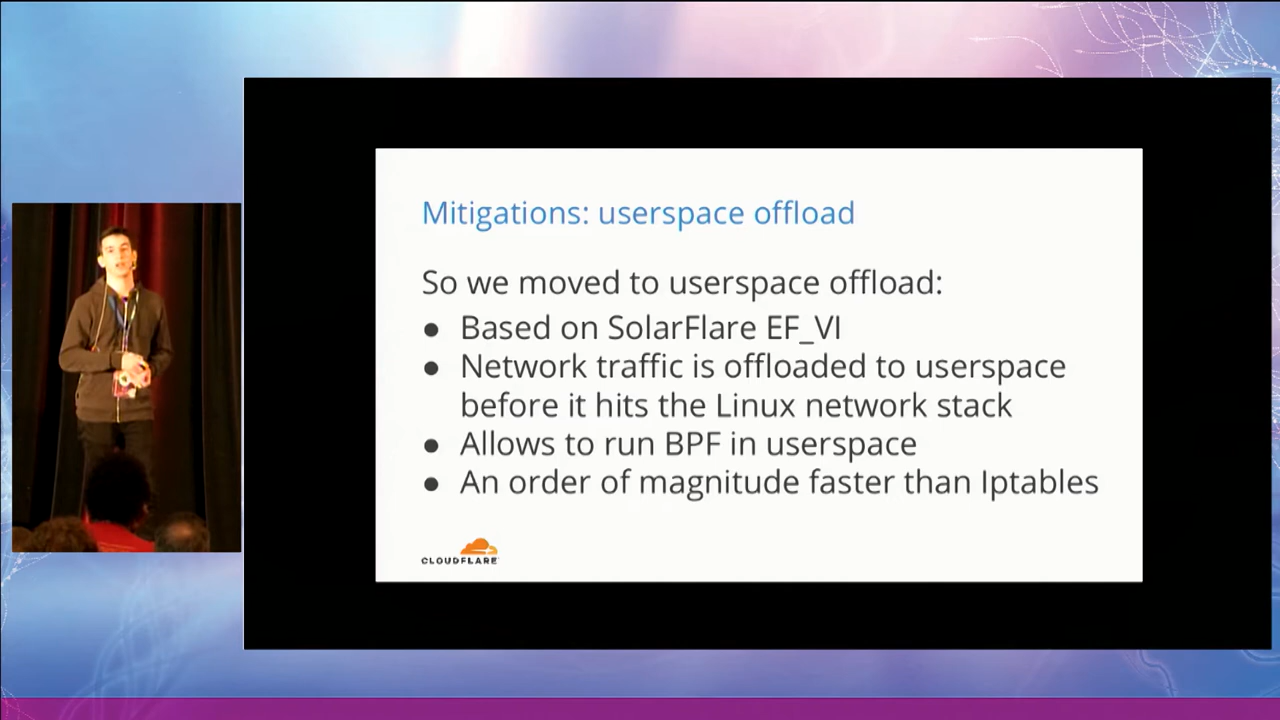 Mitigations: userspace offload
So we moved to userspace offload:
● Based on SolarFlare EF_VI
● Network traffic is offloaded to userspace
before it hits the Linux network stack
● Allows to run BPF in userspace
● An order of magnitude faster than Iptables
CLOUDFLARE